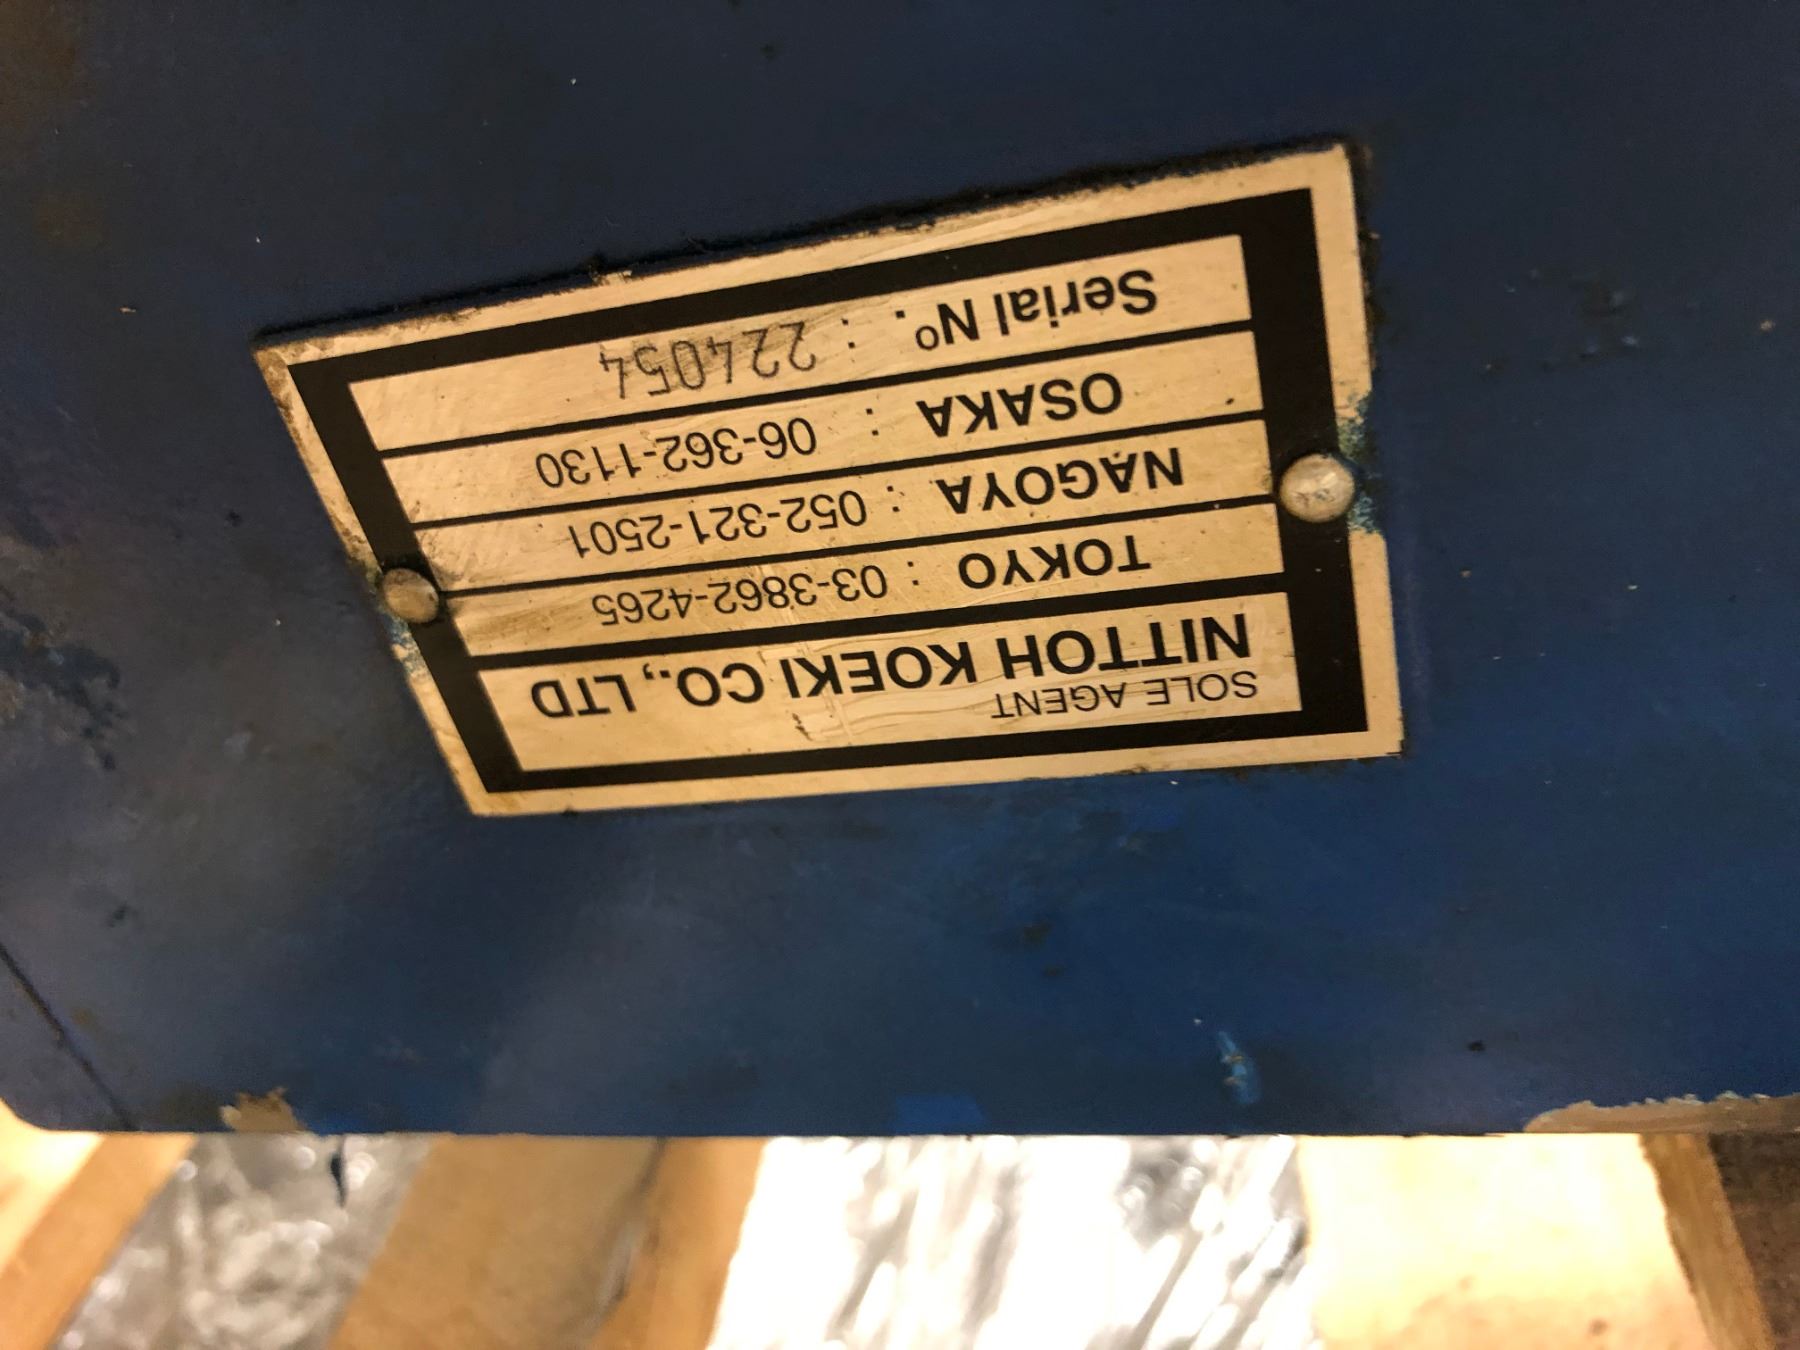 SOLE AGENT
NITTOH KOEKI CO., LTD
TOKYO : 03-3862-4265
NAGOYA : 052-321-2501
OSAKA : 06-362-1130
Serial Nº. : 224054